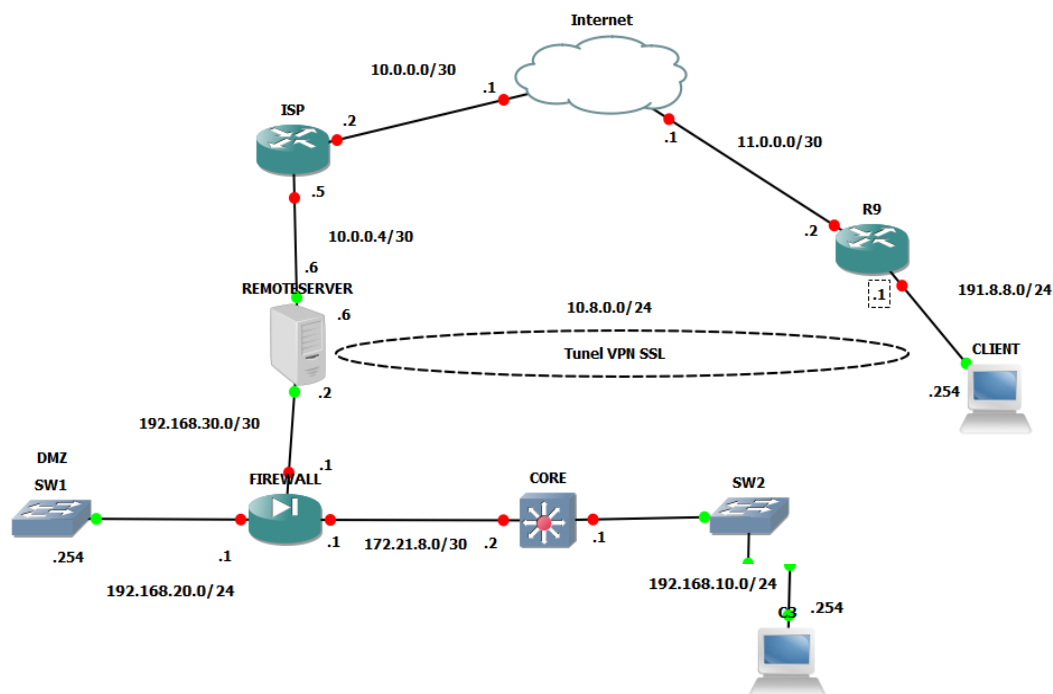 Internet
10.0.0.0/30
.1
ISP
.2
.1
11.0.0.0/30
.5
R9
.2
10.0.0.4/30
.6
REMOTESERVER
.1
191.8.8.0/24
.6
10.8.0.0/24
Tunel VPN SSL
CLIENT
.2
.254
192.168.30.0/30
DMZ
SW1
.1
FIREWALL
CORE
SW2
.254
.1
.1
172.21.8.0/30
.2
.1
192.168.20.0/24
192.168.10.0/24
C3
.254